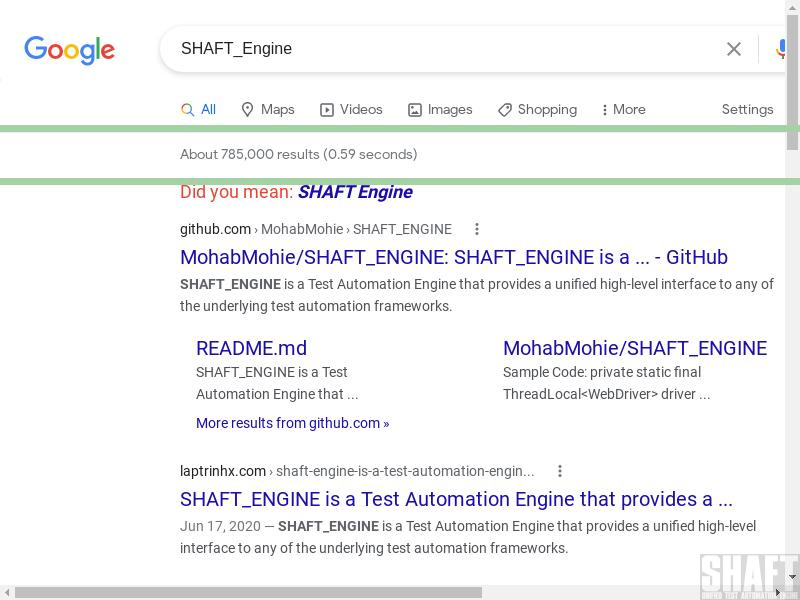 Google
SHAFT_Engine
All Maps Videos Images Shopping More Settings
About 785,000 results (0.59 seconds)
Did you mean: SHAFT Engine
github.com › MohabMohie › SHAFT_ENGINE
MohabMohie/SHAFT_ENGINE: SHAFT_ENGINE is a ... - GitHub
SHAFT_ENGINE is a Test Automation Engine that provides a unified high-level interface to any of
the underlying test automation frameworks.
README.md
SHAFT_ENGINE is a Test
Automation Engine that ...
MohabMohie/SHAFT_ENGINE
Sample Code: private static final
ThreadLocal<WebDriver> driver ...
More results from github.com »
laptrinhx.com › shaft-engine-is-a-test-automation-engin...
SHAFT_ENGINE is a Test Automation Engine that provides a ...
Jun 17, 2020 — SHAFT_ENGINE is a Test Automation Engine that provides a unified high-level
interface to any of the underlying test automation frameworks.
SHAFT
UNIFIED TEST AUTOMATION ENGINE